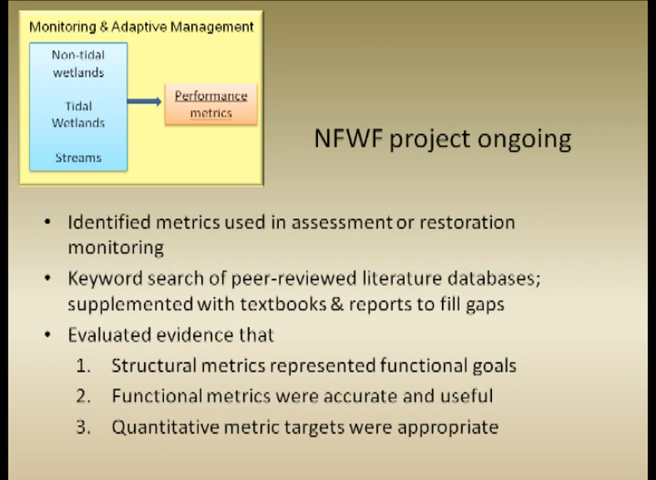 Monitoring & Adaptive Management
Non-tidal
wetlands
Tidal
Wetlands
Streams
Performance
metrics
NFWF project ongoing
• Identified metrics used in assessment or restoration
monitoring
• Keyword search of peer-reviewed literature databases;
supplemented with textbooks & reports to fill gaps
• Evaluated evidence that
1. Structural metrics represented functional goals
2. Functional metrics were accurate and useful
3. Quantitative metric targets were appropriate